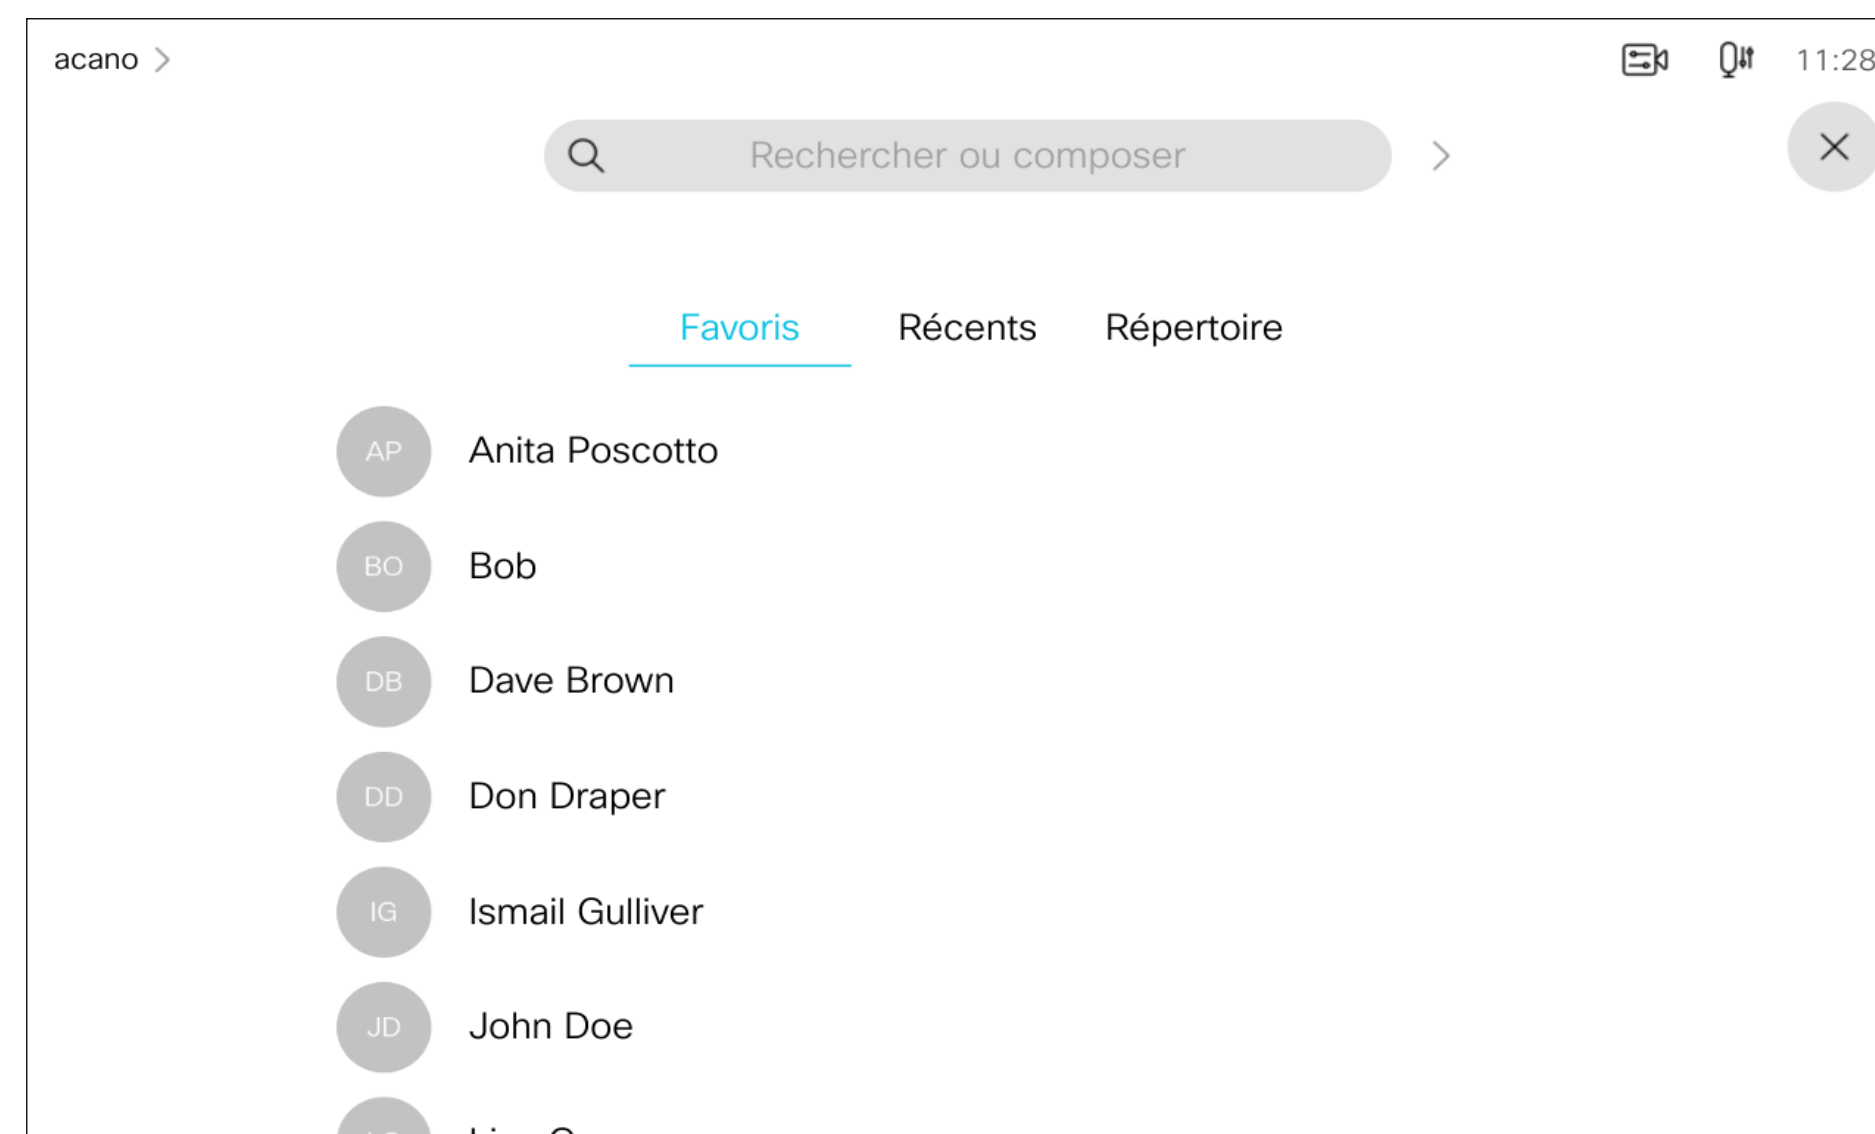 acano
11:28
Rechercher ou composer
Favoris Récents Répertoire
AP Anita Poscotto
BO Bob
DB Dave Brown
DD Don Draper
IG Ismail Gulliver
JD John Doe